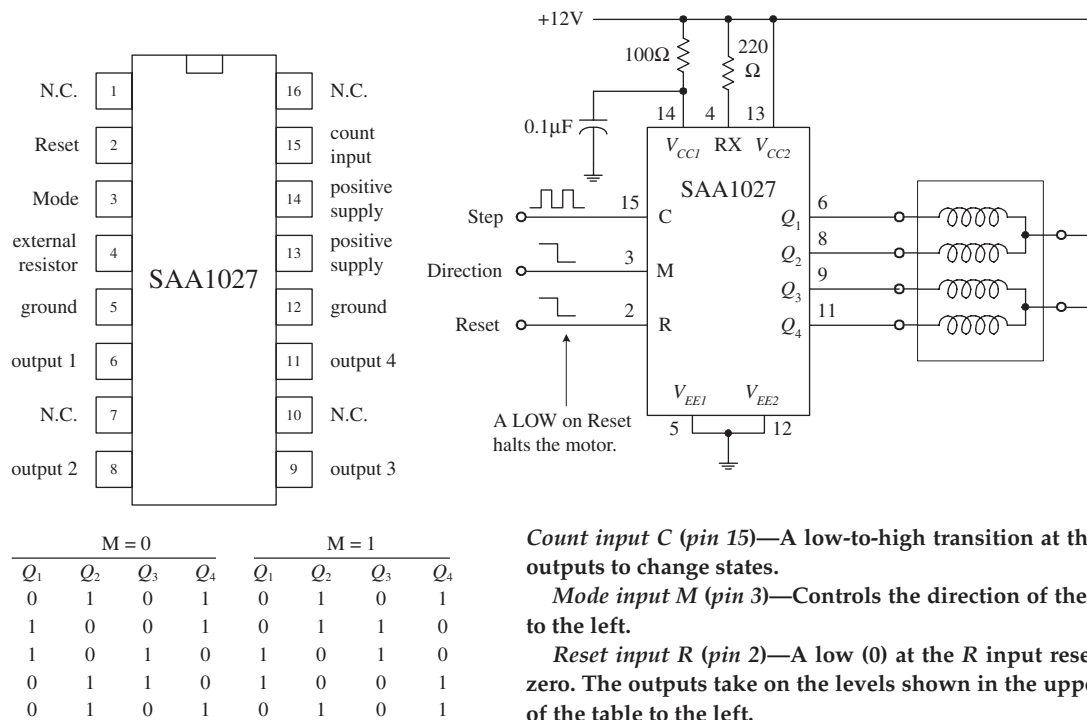 N.C. 1 16 N.C.
Reset 2 15 count input
Mode 3 14 positive supply
external resistor 4 13 positive supply
SAA1027
ground 5 12 ground
output 1 6 11 output 4
N.C. 7 10 N.C.
output 2 8 9 output 3
+12V
100Ω 220 Ω
0.1μF
14 4 13
V_CC1 RX V_CC2
SAA1027
Step 15 C Q_1 6
Q_2 8
Direction 3 M Q_3 9
Reset 2 R Q_4 11
V_EE1 V_EE2
5 12
A LOW on Reset
halts the motor.
M = 0 M = 1
Q_1 Q_2 Q_3 Q_4 Q_1 Q_2 Q_3 Q_4
0 1 0 1 0 1 0 1
1 0 0 1 0 1 1 0
1 0 1 0 1 0 1 0
0 1 1 0 1 0 0 1
0 1 0 1 0 1 0 1
Count input C (pin 15)—A low-to-high transition at th
outputs to change states.
Mode input M (pin 3)—Controls the direction of the
to the left.
Reset input R (pin 2)—A low (0) at the R input rese
zero. The outputs take on the levels shown in the uppe
of the table to the left.